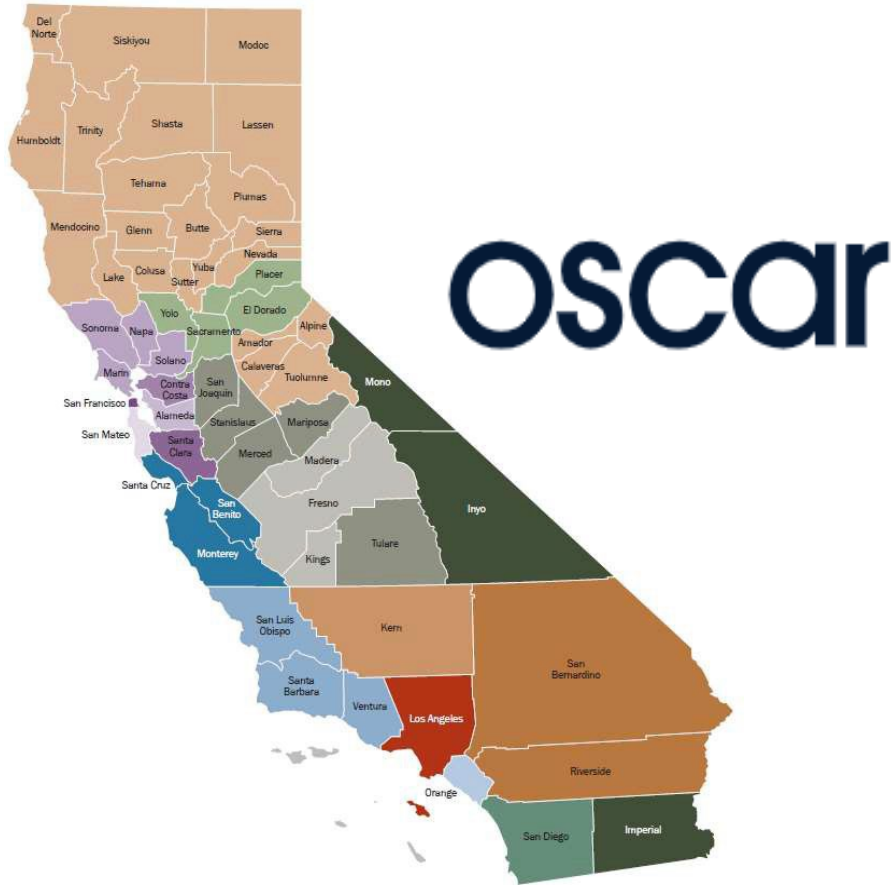 Del
Norte
Siskiyou
Modoc
Humboldt
Trinity
Shasta
Lassen
Tehama
Plumas
Mendocino
Glenn
Butte
Sierra
Nevada
Yuba
Lake
Colusa
Sutter
Placer
oscar
Yolo
El Dorado
Sonoma
Napa
Sacramento
Alpine
Amador
Solano
Calaveras
Marin
Contra
Costa
San
Joaquin
Tuolumne
Mono
San Francisco
Alameda
Stanislaus
Mariposa
San Mateo
Santa
Clara
Merced
Madera
Santa Cruz
San
Benito
Fresno
Inyo
Monterey
Kings
Tulare
San Luis
Obispo
Kern
San
Bernardino
Santa
Barbara
Ventura
Los Angeles
Riverside
Orange
San Diego
Imperial